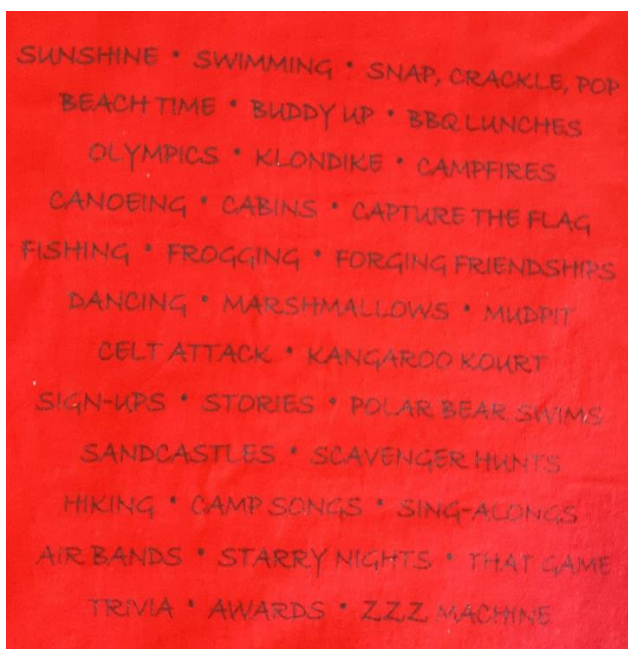 SUNSHINE • SWIMMING • SNAP, CRACKLE, POP
BEACH TIME • BUDDY UP • BBQ LUNCHES
OLYMPICS • KLONDIKE • CAMPFIRES
CANOEING • CABINS • CAPTURE THE FLAG
FISHING • FROGGING • FORGING FRIENDSHIPS
DANCING • MARSHMALLOWS • MUDPIT
CELT ATTACK • KANGAROO KOURT
SIGN-UPS • STORIES • POLAR BEAR SWIMS
SANDCASTLES • SCAVENGER HUNTS
HIKING • CAMP SONGS • SING-ALONGS
AIR BANDS • STARRY NIGHTS • THAT GAME
TRIVIA • AWARDS • ZZZ MACHINE